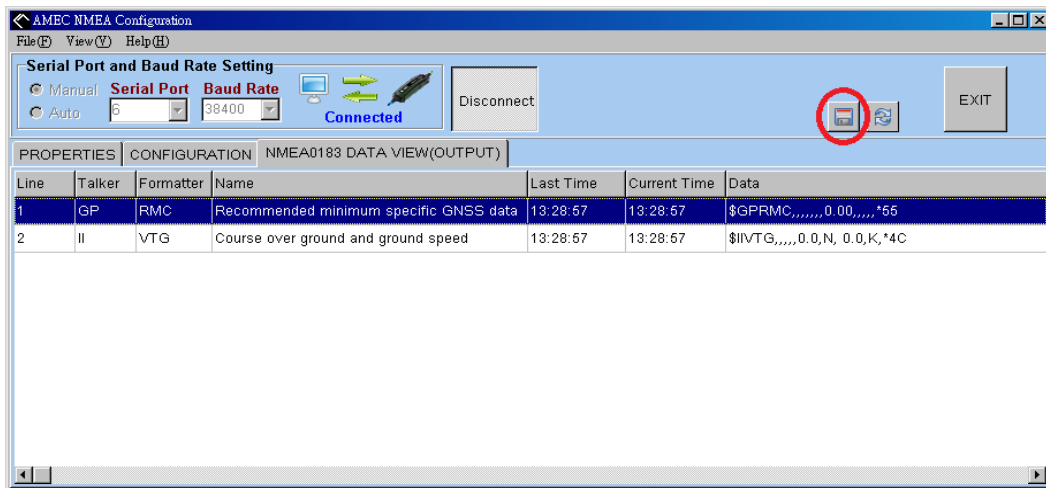 AMEC NMEA Configuration
File(F) View(V) Help(H)
Serial Port and Baud Rate Setting
Manual Serial Port Baud Rate
Auto 6 38400
Connected
Disconnect
EXIT
PROPERTIES CONFIGURATION NMEA0183 DATA VIEW(OUTPUT)
Line Talker Formatter Name Last Time Current Time Data
1 GP RMC Recommended minimum specific GNSS data 13:28:57 13:28:57 $GPRMC,,,,,,,0.00,,,,,*55
2 II VTG Course over ground and ground speed 13:28:57 13:28:57 $IIVTG,,,,,0.0,N, 0.0,K,*4C